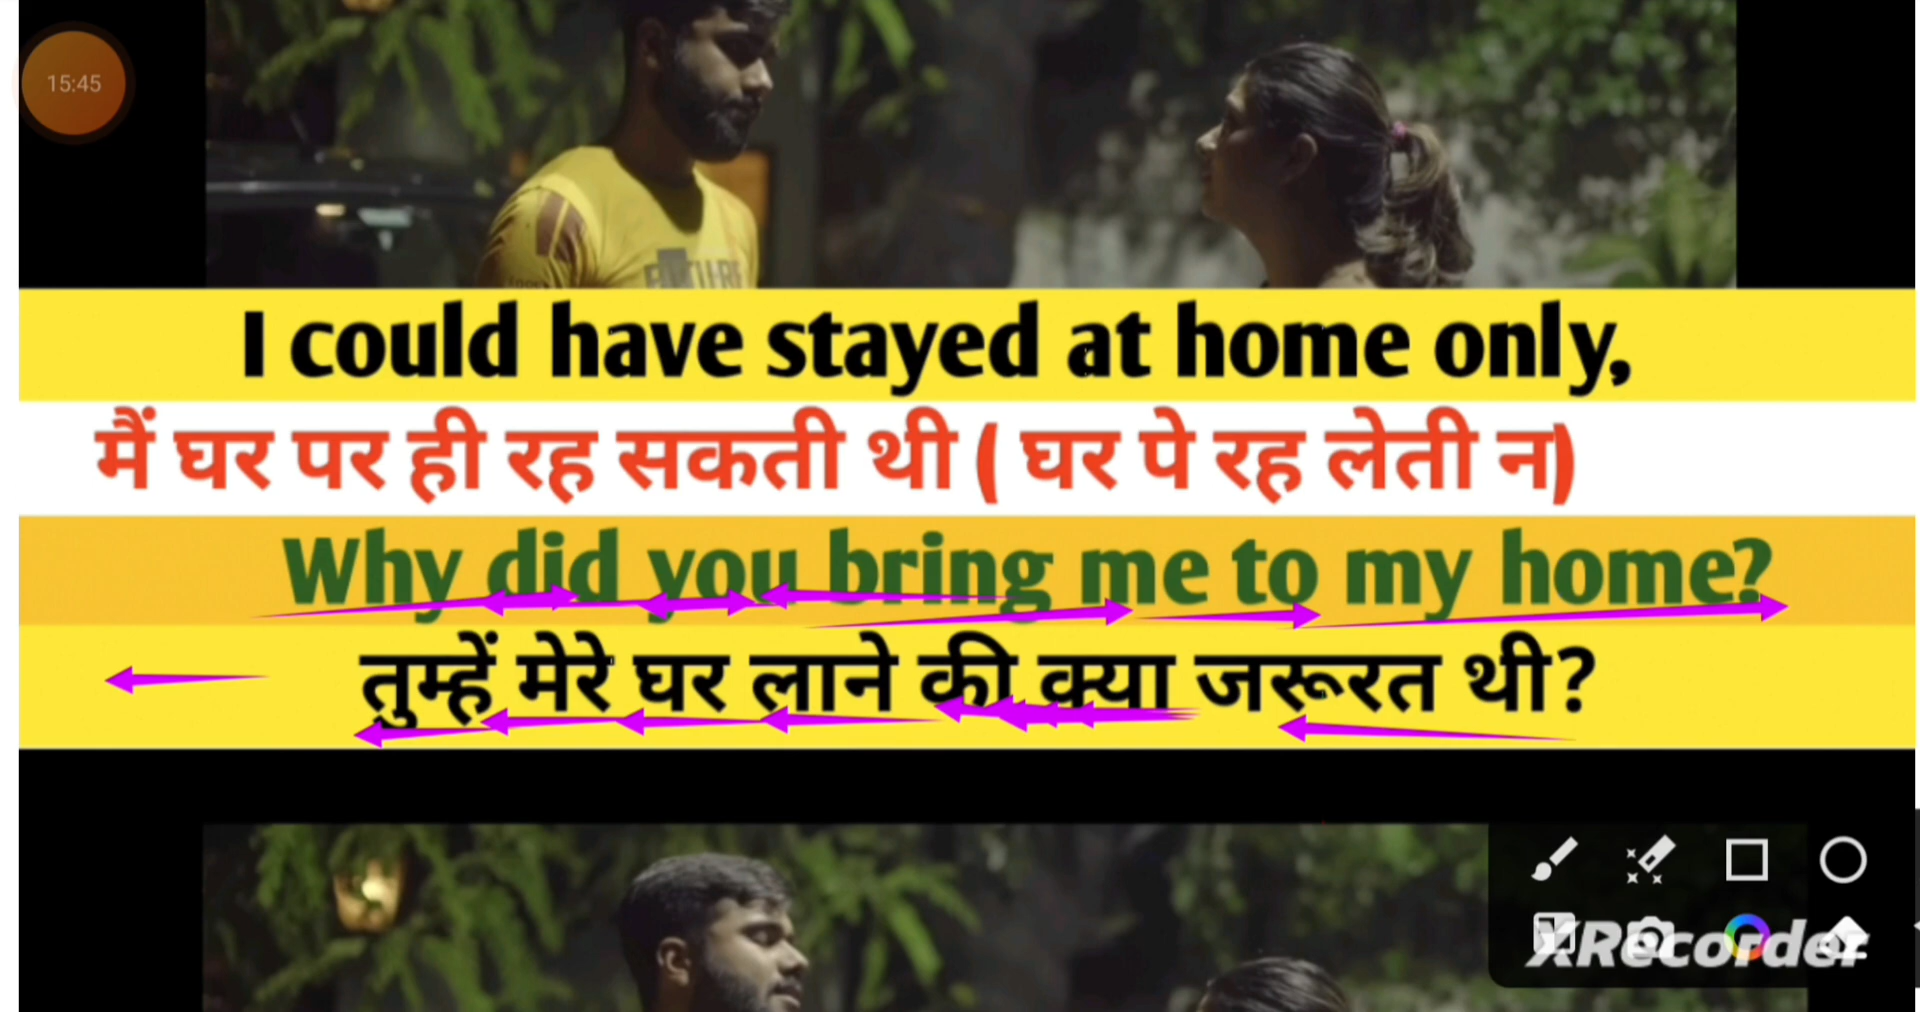 15:45
I could have stayed at home only,
मैं घर पर ही रह सकती थी ( घर पे रह लेती न)
Why did you bring me to my home?
तुम्हें मेरे घर लाने की क्या जरूरत थी?
XRecorder